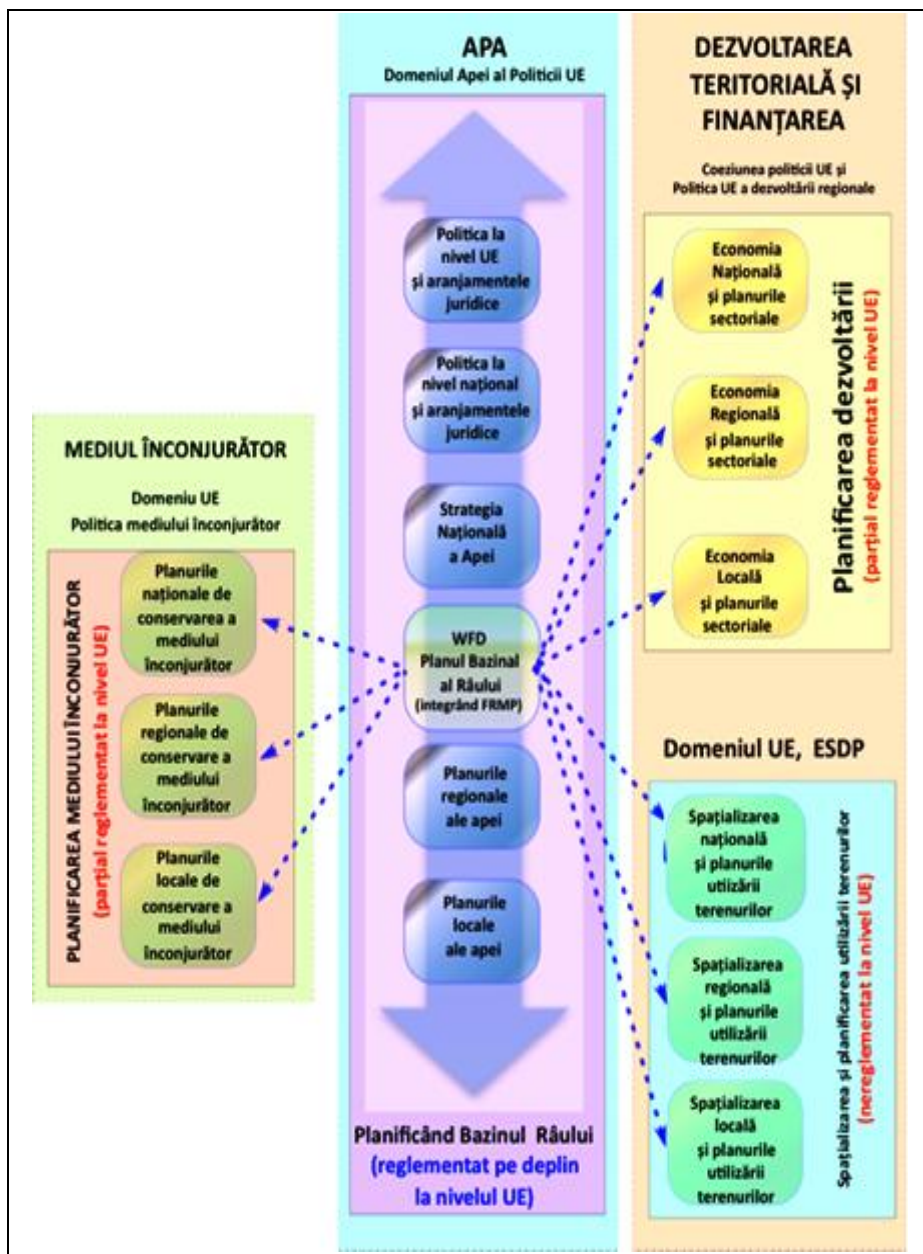 MEDIUL ÎNCONJURĂTOR
Domeniu UE
Politica mediului înconjurător
PLANIFICAREA MEDIULUI ÎNCONJURĂTOR
(parțial reglementat la nivel UE)
Planurile
naționale de
conservarea a
mediului
înconjurător
Planurile
regionale de
conservare a
mediului
înconjurător
Planurile
locale de
conservare a
mediului
înconjurător
APA
Domeniul Apei al Politicii UE
Politica la
nivel UE
și aranjamentele
juridice
Politica la
nivel național
și aranjamentele
juridice
Strategia
Națională
a Apei
WFD
Planul Bazinal
al Râului
(integrând FRMP)
Planurile
regionale
ale apei
Planurile
locale
ale apei
Planificând Bazinul Râului
(reglementat pe deplin
la nivelul UE)
DEZVOLTAREA
TERITORIALĂ ȘI
FINANȚAREA
Coeziunea politicii UE și
Politica UE a dezvoltării regionale
Economia
Națională
și planurile
sectoriale
Economia
Regională
și planurile
sectoriale
Economia
Locală
și planurile
sectoriale
Planificarea dezvoltării
(parțial reglementat la nivel UE)
Domeniul UE, ESDP
Spațializarea
națională
și planurile
utiizării
terenurilor
Spațializarea
regională
și planurile
utilizării
terenurilor
Spațializarea
locală
și planurile
utilizării
terenurilor
Spațializarea și planificarea utilizării terenurilor
(nereglementat la nivel UE)